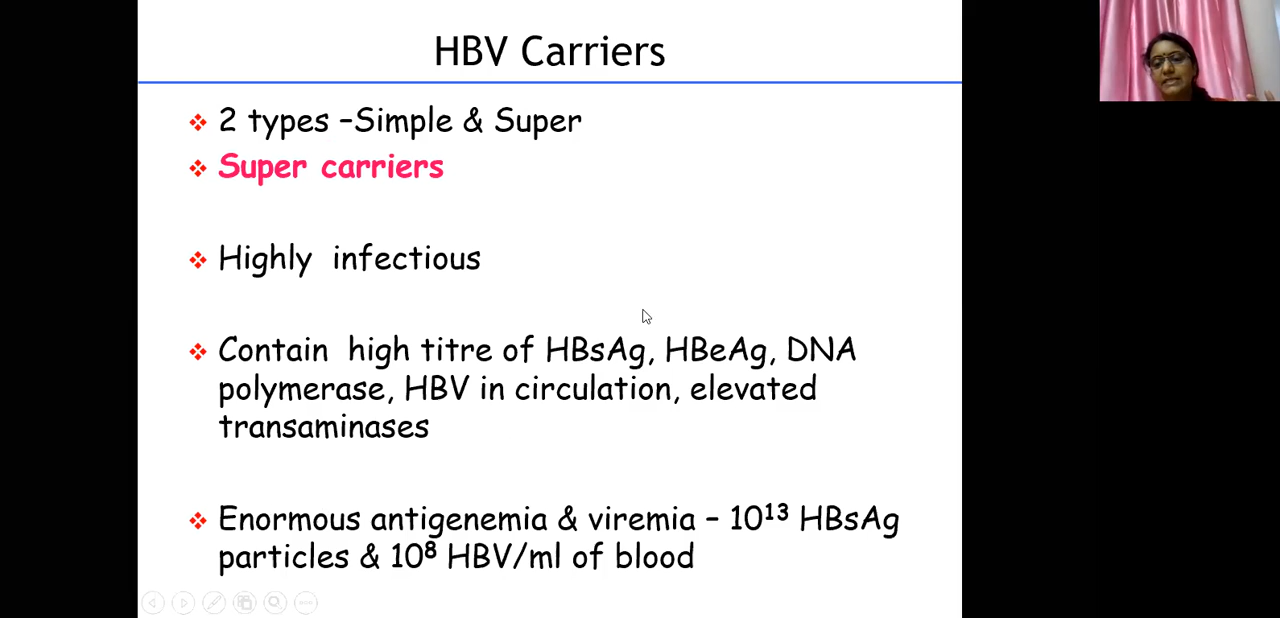 HBV Carriers
2 types –Simple & Super
Super carriers
Highly infectious
Contain high titre of HBsAg, HBeAg, DNA
polymerase, HBV in circulation, elevated
transaminases
Enormous antigenemia & viremia – 10¹³ HBsAg
particles & 10⁸ HBV/ml of blood